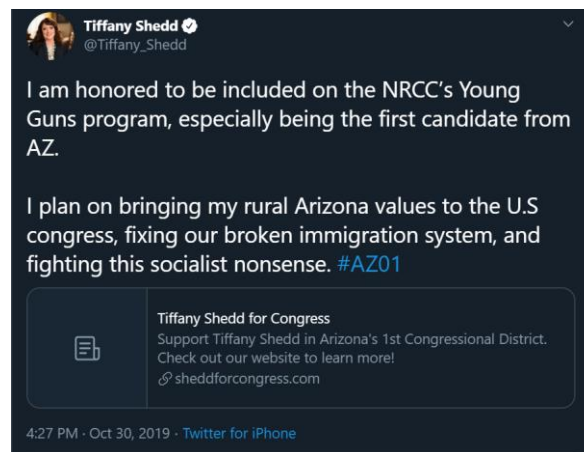 Tiffany Shedd
@Tiffany_Shedd
I am honored to be included on the NRCC's Young
Guns program, especially being the first candidate from
AZ.
I plan on bringing my rural Arizona values to the U.S
congress, fixing our broken immigration system, and
fighting this socialist nonsense. #AZ01
Tiffany Shedd for Congress
Support Tiffany Shedd in Arizona's 1st Congressional District.
Check out our website to learn more!
sheddforcongress.com
4:27 PM · Oct 30, 2019 · Twitter for iPhone